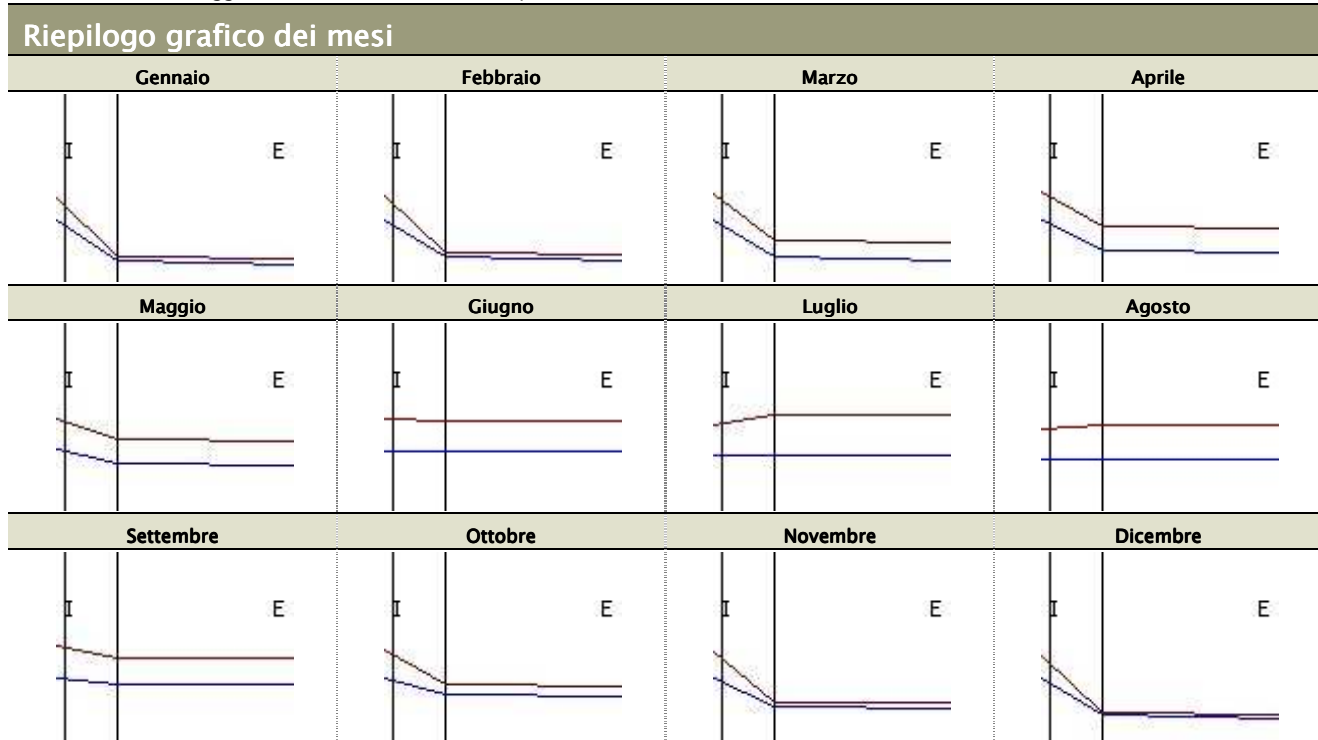 Riepilogo grafico dei mesi
Gennaio Febbraio Marzo Aprile
I E I E I E I E
Maggio Giugno Luglio Agosto
I E I E I E I E
Settembre Ottobre Novembre Dicembre
I E I E I E I E